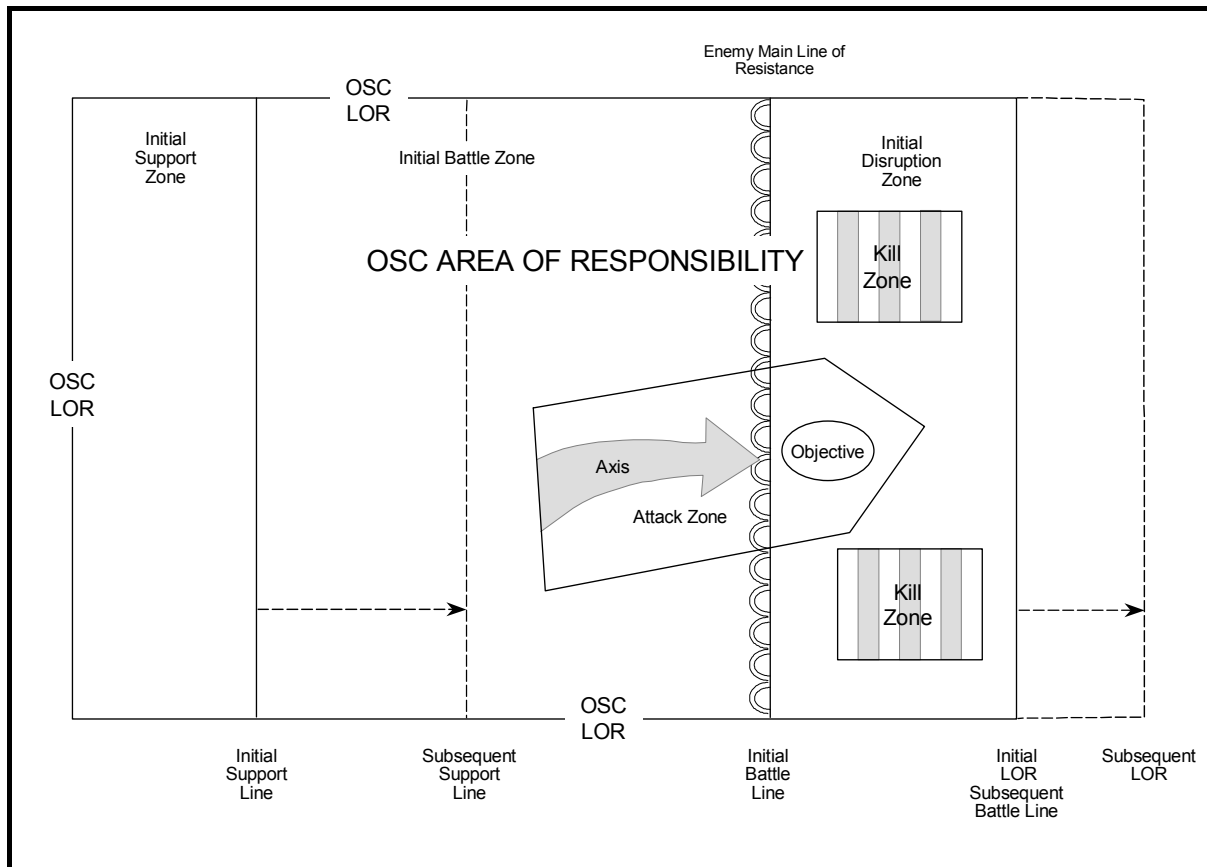 Enemy Main Line of
Resistance
OSC
LOR
Initial
Support
Zone
Initial Battle Zone
Initial
Disruption
Zone
OSC AREA OF RESPONSIBILITY
Kill
Zone
OSC
LOR
Axis
Objective
Attack Zone
Kill
Zone
OSC
LOR
Initial
Support
Line
Subsequent
Support
Line
Initial
Battle
Line
Initial
LOR
Subsequent
Battle Line
Subsequent
LOR